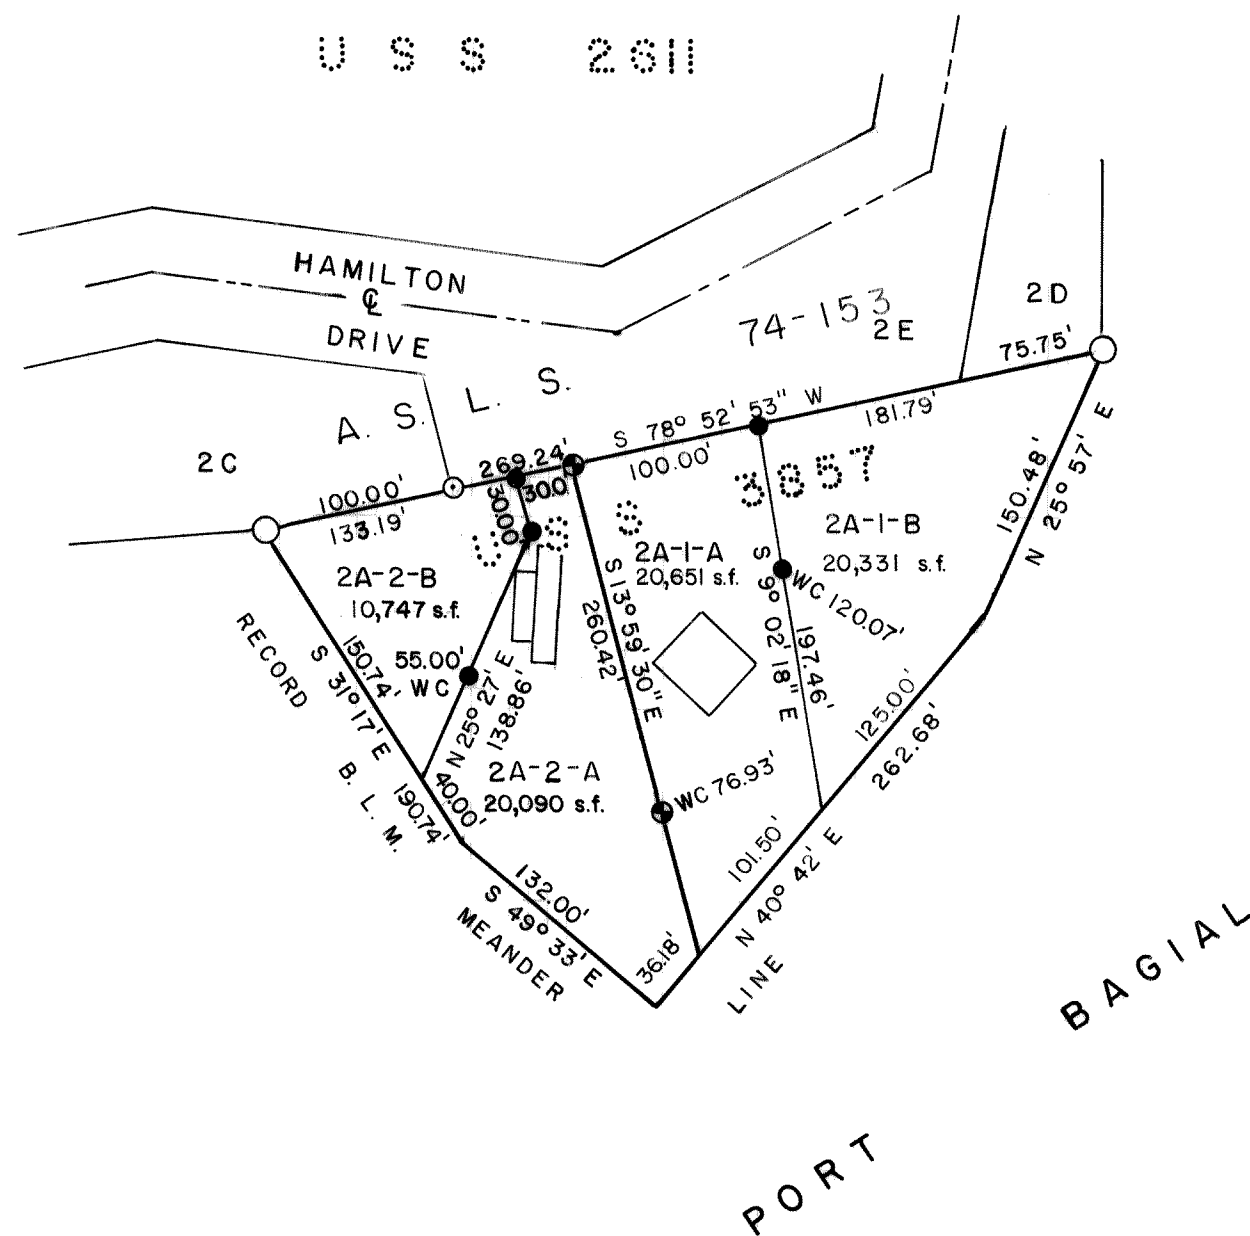 U S S 2611
HAMILTON
℄
DRIVE
74-153
2E
2D
75.75'
A. S. L. S.
2C
269.24'
S 78° 52' 53" W
181.79'
100.00'
133.19'
30.00'
30.00'
100.00'
U S S 3857
2A-1-B
20,331 s.f.
150.48'
N 25° 57' E
2A-1-A
20,651 s.f.
2A-2-B
10,747 s.f.
S 9° 02' 18" E
197.46'
WC 120.07'
S 13° 59' 30" E
260.42'
55.00'
WC
150.74'
S 31° 17' E
RECORD
N 25° 27' E
138.86'
125.00'
262.68'
2A-2-A
20,090 s.f.
40.00'
190.74'
B. L. M.
WC 76.93'
101.50'
N 40° 42' E
132.00'
S 49° 33' E
MEANDER
36.18'
LINE
BAGIAL
PORT